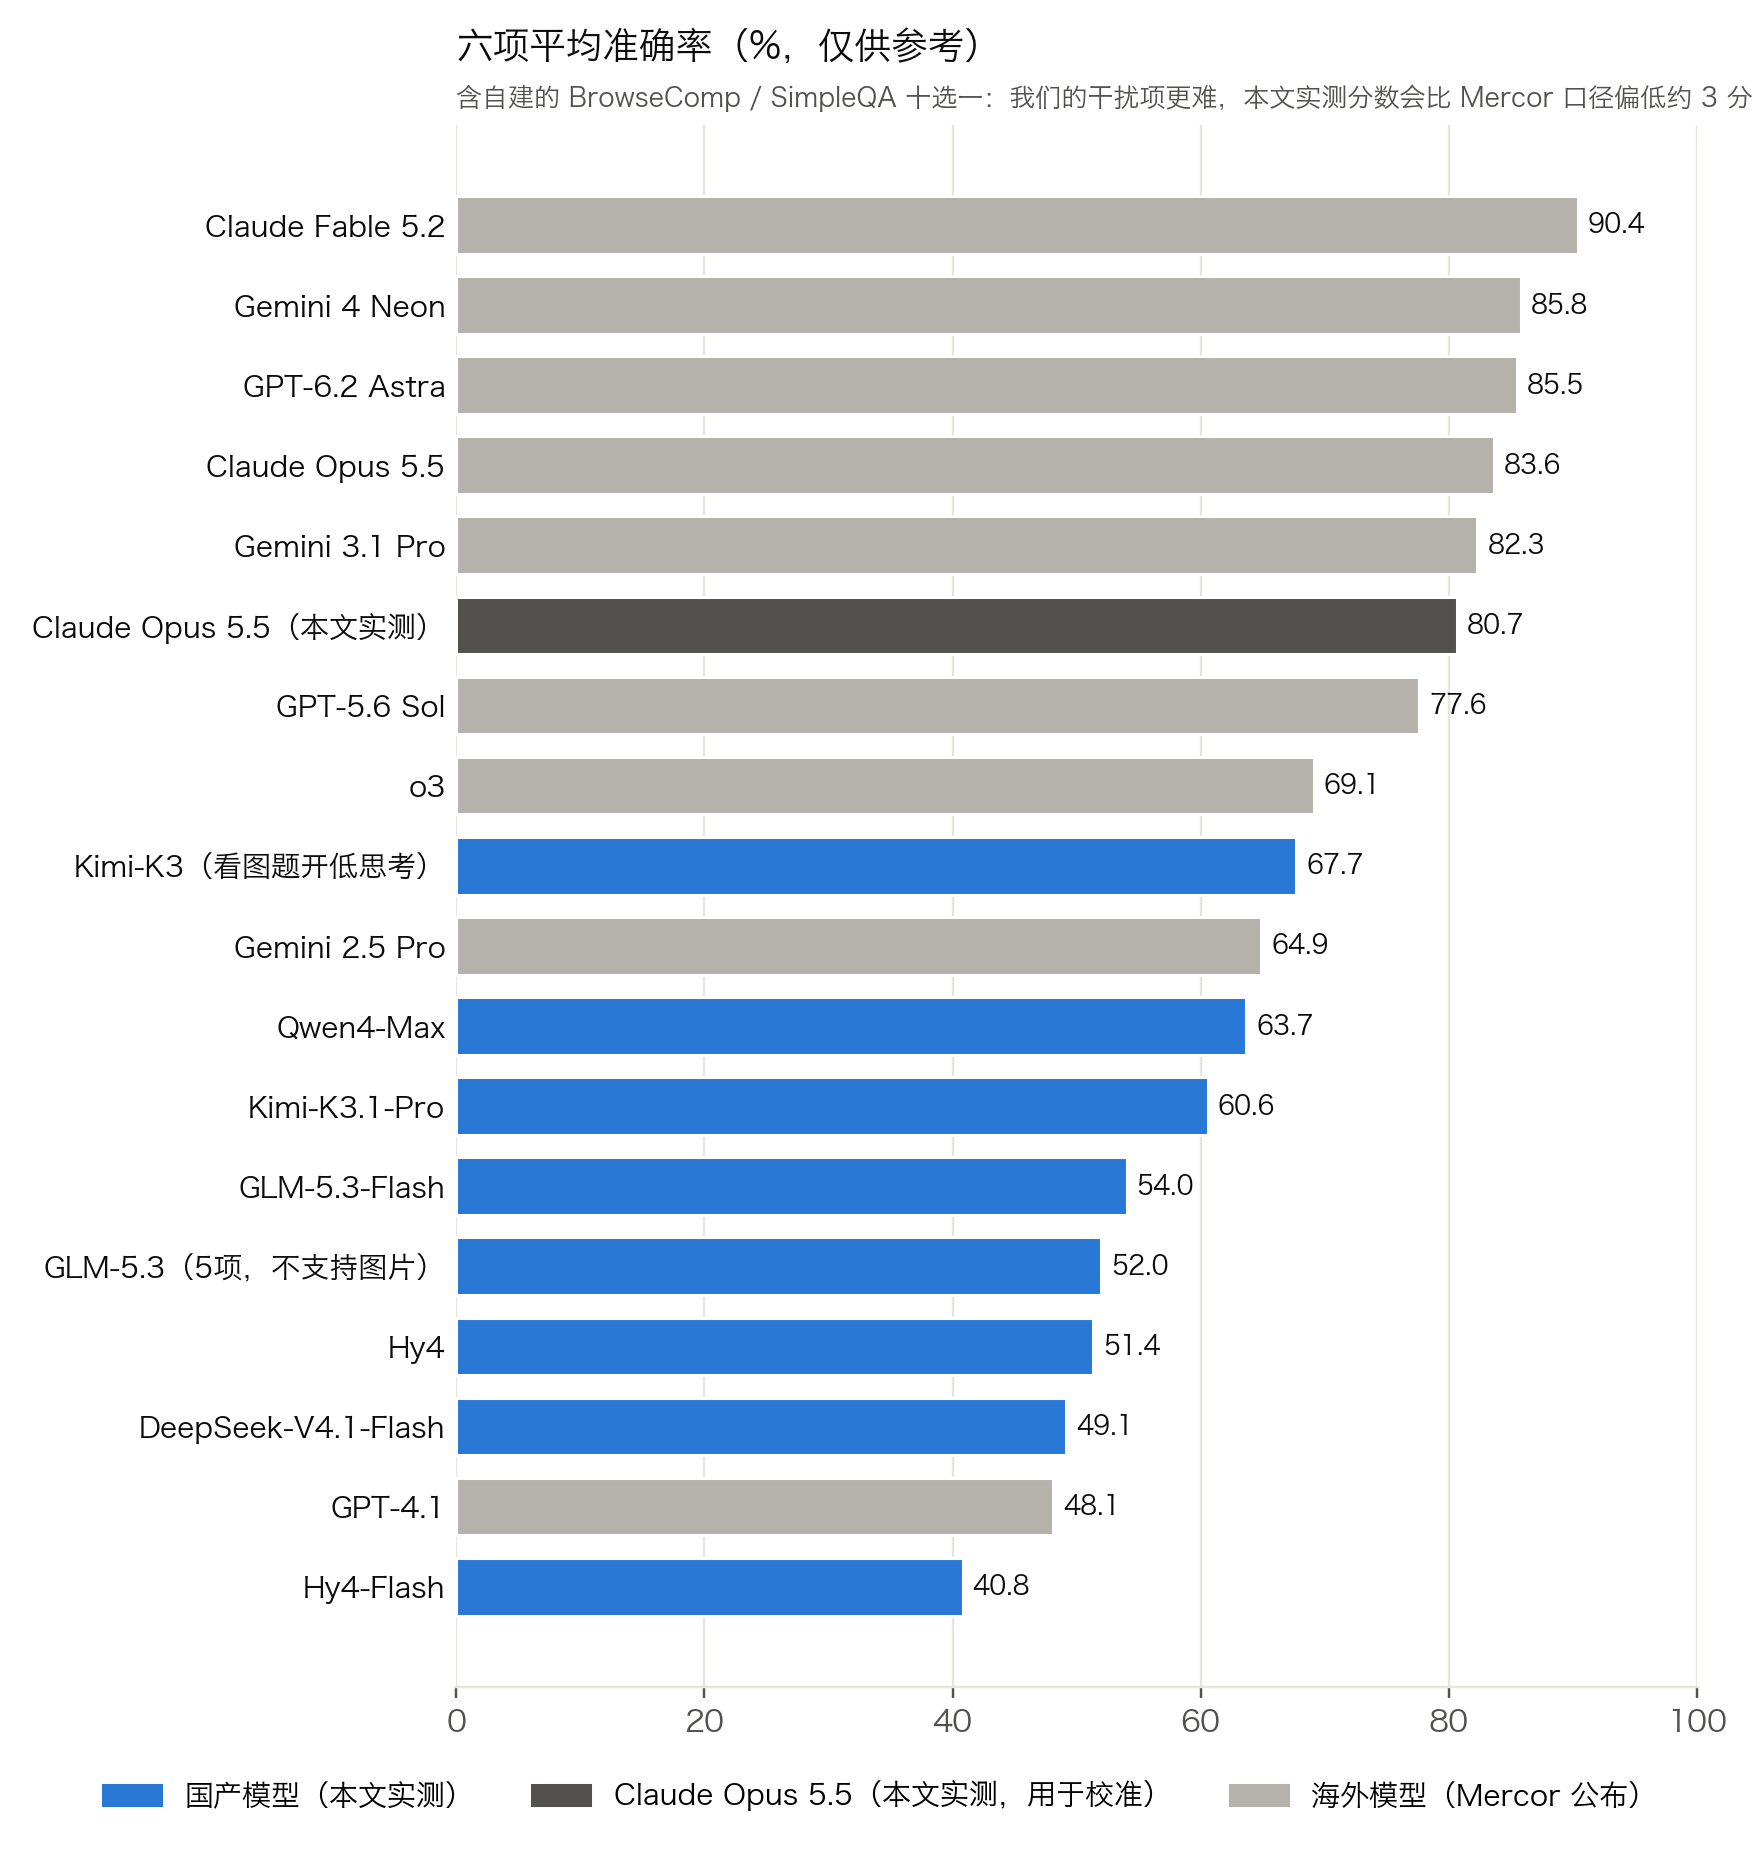 六项平均准确率（%，仅供参考）
含自建的 BrowseComp / SimpleQA 十选一：我们的干扰项更难，本文实测分数会比 Mercor 口径偏低约 3 分
Claude Fable 5.2 90.4
Gemini 4 Neon 85.8
GPT-6.2 Astra 85.5
Claude Opus 5.5 83.6
Gemini 3.1 Pro 82.3
Claude Opus 5.5（本文实测） 80.7
GPT-5.6 Sol 77.6
o3 69.1
Kimi-K3（看图题开低思考） 67.7
Gemini 2.5 Pro 64.9
Qwen4-Max 63.7
Kimi-K3.1-Pro 60.6
GLM-5.3-Flash 54.0
GLM-5.3（5项，不支持图片） 52.0
Hy4 51.4
DeepSeek-V4.1-Flash 49.1
GPT-4.1 48.1
Hy4-Flash 40.8
0 20 40 60 80 100
国产模型（本文实测） Claude Opus 5.5（本文实测，用于校准） 海外模型（Mercor 公布）